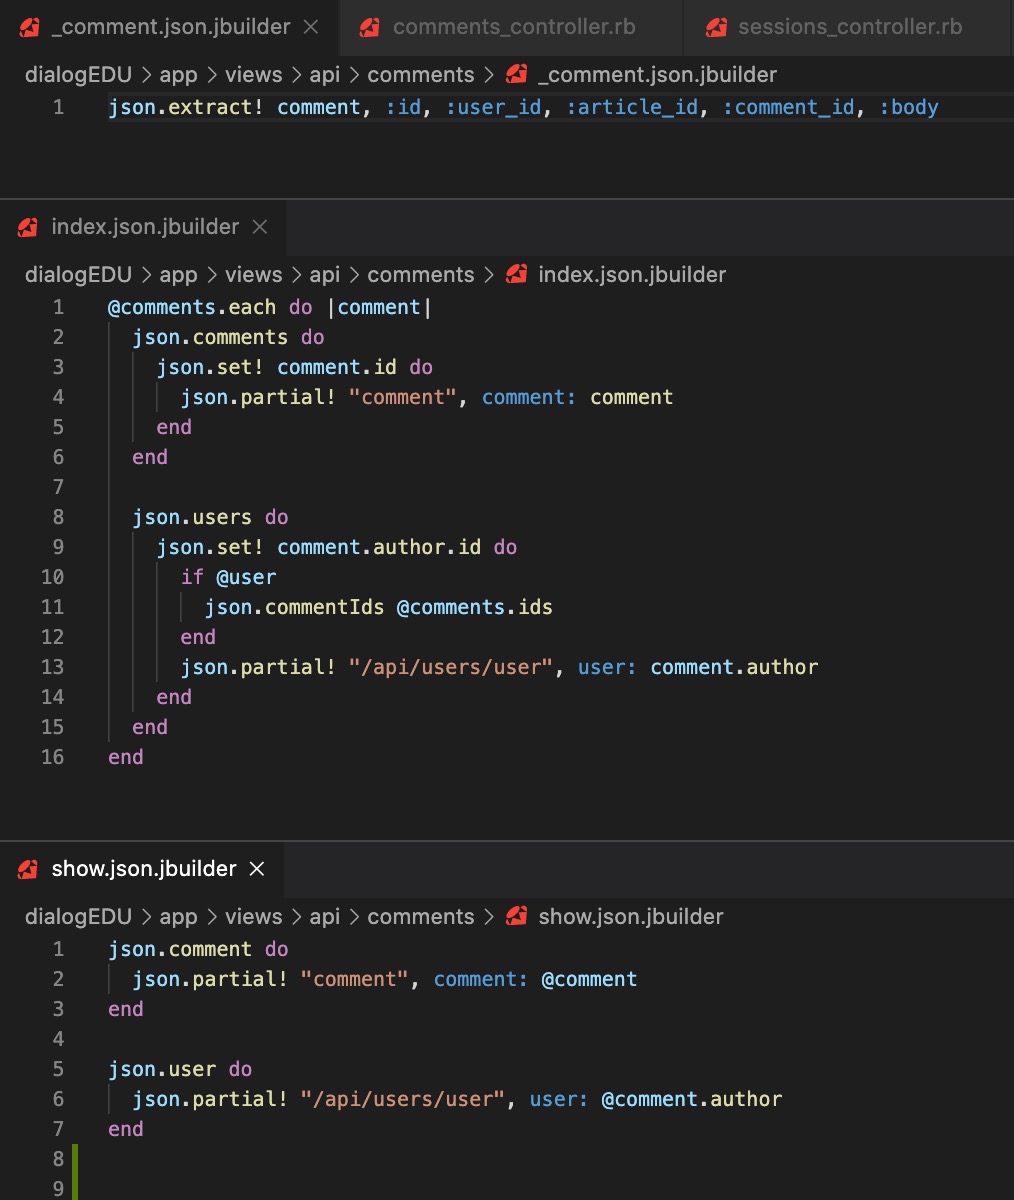 _comment.json.jbuilder × comments_controller.rb sessions_controller.rb
dialogEDU > app > views > api > comments > _comment.json.jbuilder
1 json.extract! comment, :id, :user_id, :article_id, :comment_id, :body
index.json.jbuilder ×
dialogEDU > app > views > api > comments > index.json.jbuilder
1 @comments.each do |comment|
2   json.comments do
3     json.set! comment.id do
4       json.partial! "comment", comment: comment
5     end
6   end
7
8   json.users do
9     json.set! comment.author.id do
10       if @user
11         json.commentIds @comments.ids
12       end
13       json.partial! "/api/users/user", user: comment.author
14     end
15   end
16 end
show.json.jbuilder ×
dialogEDU > app > views > api > comments > show.json.jbuilder
1 json.comment do
2   json.partial! "comment", comment: @comment
3 end
4
5 json.user do
6   json.partial! "/api/users/user", user: @comment.author
7 end
8
9